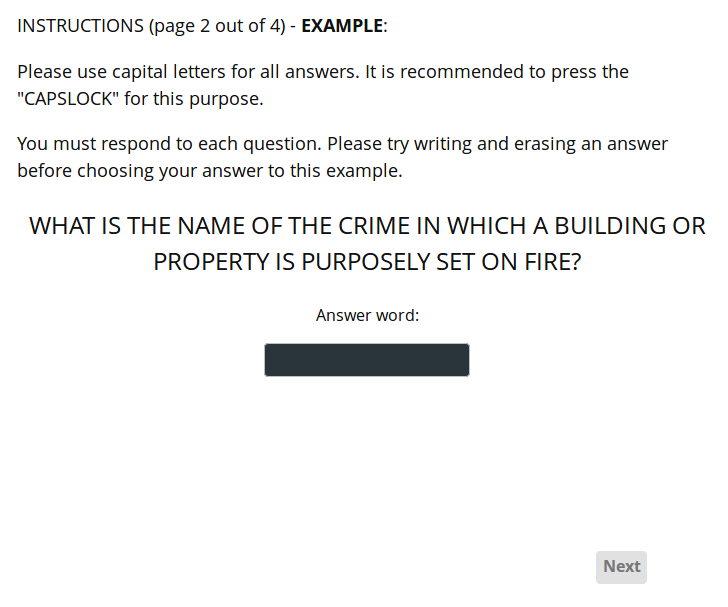 INSTRUCTIONS (page 2 out of 4) - EXAMPLE:
Please use capital letters for all answers. It is recommended to press the
"CAPSLOCK" for this purpose.
You must respond to each question. Please try writing and erasing an answer
before choosing your answer to this example.
WHAT IS THE NAME OF THE CRIME IN WHICH A BUILDING OR
PROPERTY IS PURPOSELY SET ON FIRE?
Answer word:
Next